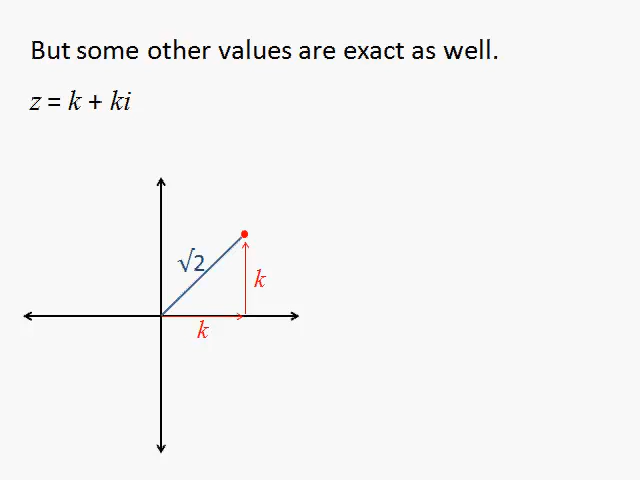 But some other values are exact as well.
z = k + ki
√2
k
k